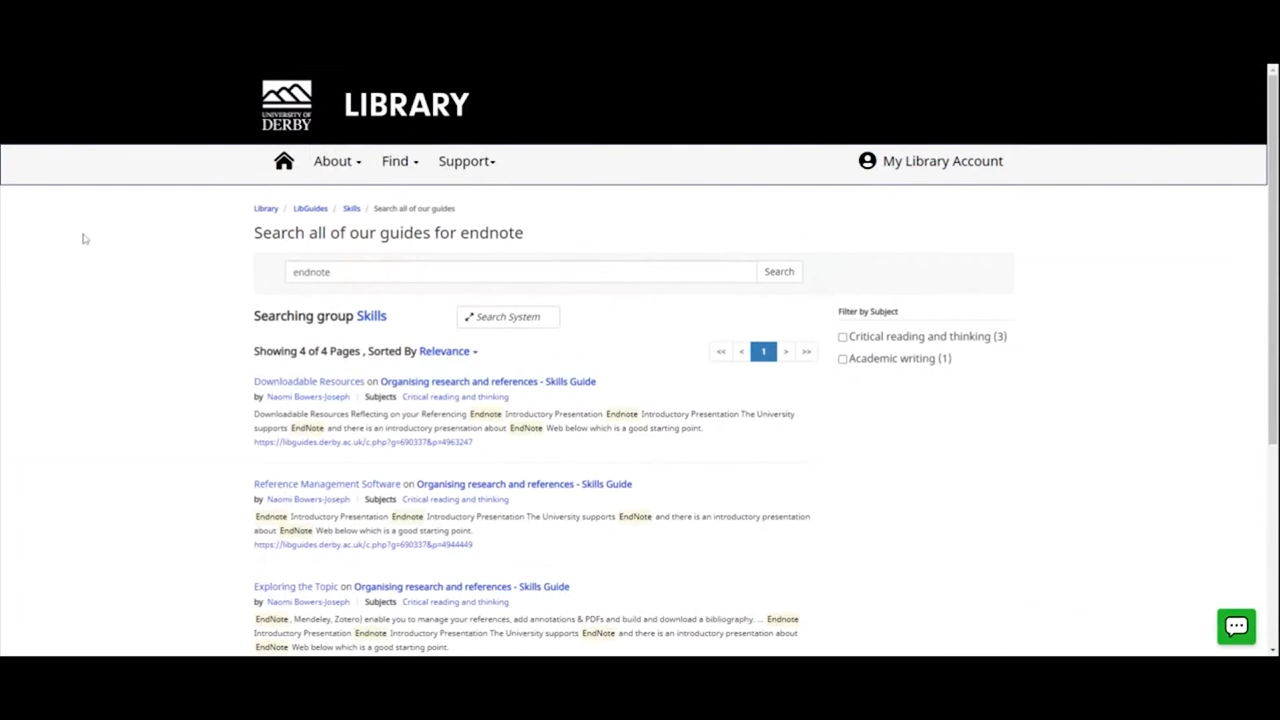 UNIVERSITY OF
DERBY
LIBRARY
About
Find
Support
My Library Account
Library / LibGuides / Skills / Search all of our guides
Search all of our guides for endnote
endnote
Search
Searching group Skills
Search System
Filter by Subject
Critical reading and thinking (3)
Academic writing (1)
Showing 4 of 4 Pages , Sorted By Relevance
<< < 1 > >>
Downloadable Resources on Organising research and references - Skills Guide
by Naomi Bowers-Joseph Subjects Critical reading and thinking
Downloadable Resources Reflecting on your Referencing Endnote Introductory Presentation Endnote Introductory Presentation The University
supports EndNote and there is an introductory presentation about EndNote Web below which is a good starting point.
https://libguides.derby.ac.uk/c.php?g=690337&p=4963247
Reference Management Software on Organising research and references - Skills Guide
by Naomi Bowers-Joseph Subjects Critical reading and thinking
Endnote Introductory Presentation Endnote Introductory Presentation The University supports EndNote and there is an introductory presentation
about EndNote Web below which is a good starting point.
https://libguides.derby.ac.uk/c.php?g=690337&p=4944449
Exploring the Topic on Organising research and references - Skills Guide
by Naomi Bowers-Joseph Subjects Critical reading and thinking
EndNote, Mendeley, Zotero) enable you to manage your references, add annotations & PDFs and build and download a bibliography. ... Endnote
Introductory Presentation Endnote Introductory Presentation The University supports EndNote and there is an introductory presentation about
EndNote Web below which is a good starting point.